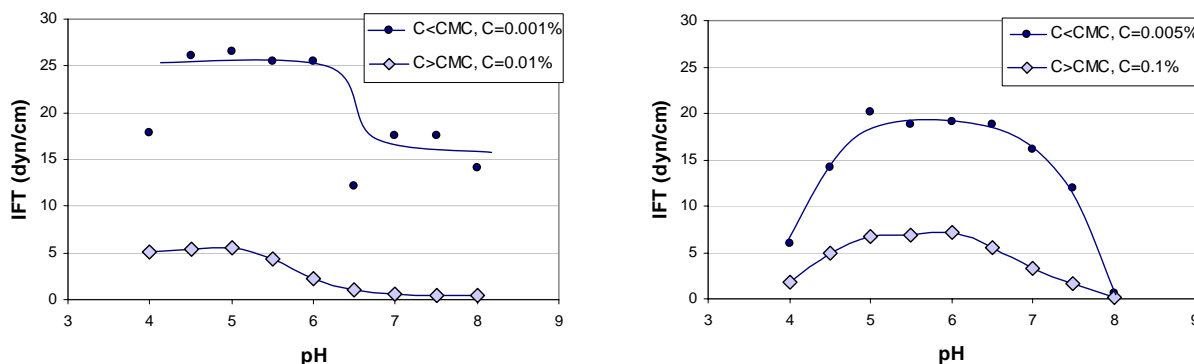 30
25
20
15
10
5
0
IFT (dyn/cm)
C<CMC, C=0.001%
C>CMC, C=0.01%
3 4 5 6 7 8 9
pH
30
25
20
15
10
5
0
IFT (dyn/cm)
C<CMC, C=0.005%
C>CMC, C=0.1%
3 4 5 6 7 8 9
pH